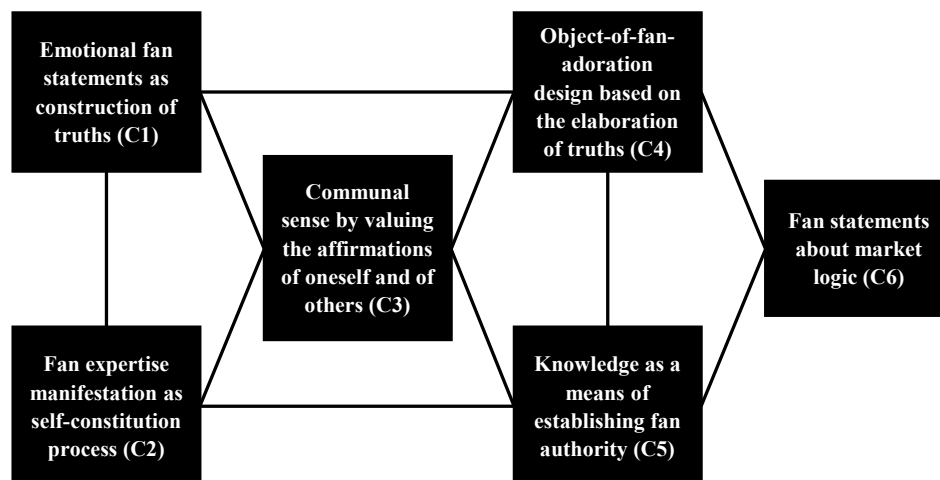 Emotional fan
statements as
construction of
truths (C1)
Object-of-fan-
adoration
design based on
the elaboration
of truths (C4)
Communal
sense by valuing
the affirmations
of oneself and of
others (C3)
Fan statements
about market
logic (C6)
Fan expertise
manifestation as
self-constitution
process (C2)
Knowledge as a
means of
establishing fan
authority (C5)